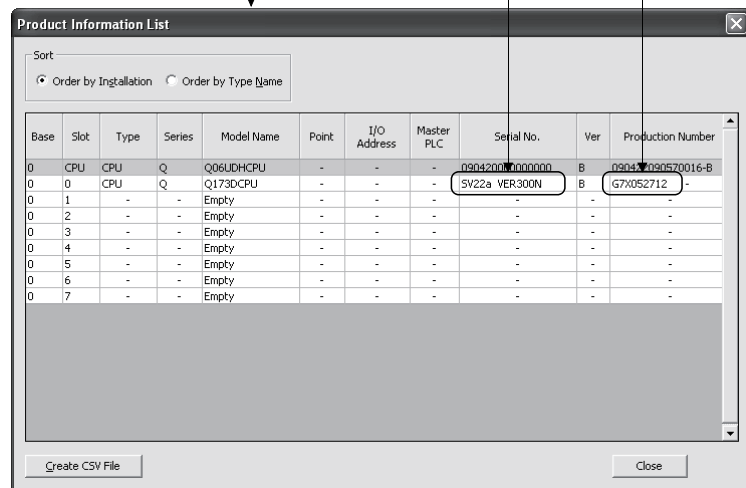 Product Information List
Sort
Order by Installation Order by Type Name
Base Slot Type Series Model Name Point I/O Address Master PLC Serial No. Ver Production Number
0 CPU CPU Q Q06UDHCPU - - - B
0 0 CPU Q Q173DCPU - - - SV22a VER300N B G7X052712 -
0 1 - - Empty - - - - - -
0 2 - - Empty - - - - - -
0 3 - - Empty - - - - - -
0 4 - - Empty - - - - - -
0 5 - - Empty - - - - - -
0 6 - - Empty - - - - - -
0 7 - - Empty - - - - - -
Create CSV File Close